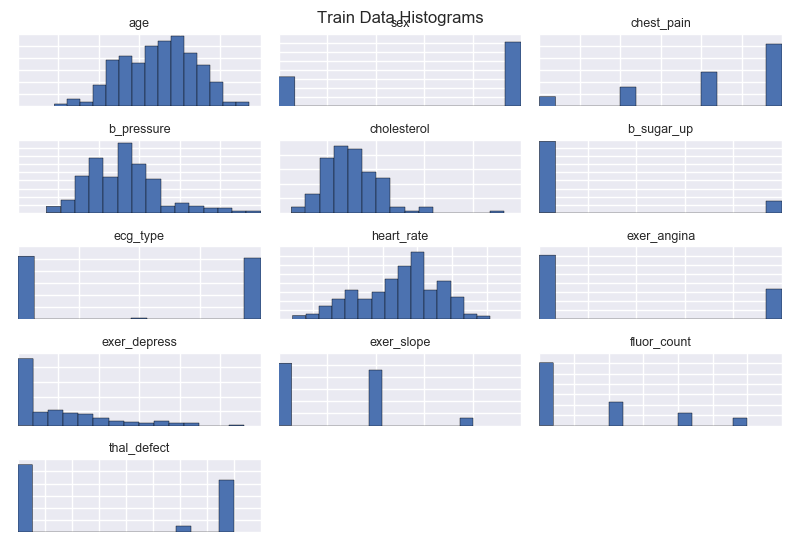 Train Data Histograms
age
sex
chest_pain
b_pressure
cholesterol
b_sugar_up
ecg_type
heart_rate
exer_angina
exer_depress
exer_slope
fluor_count
thal_defect